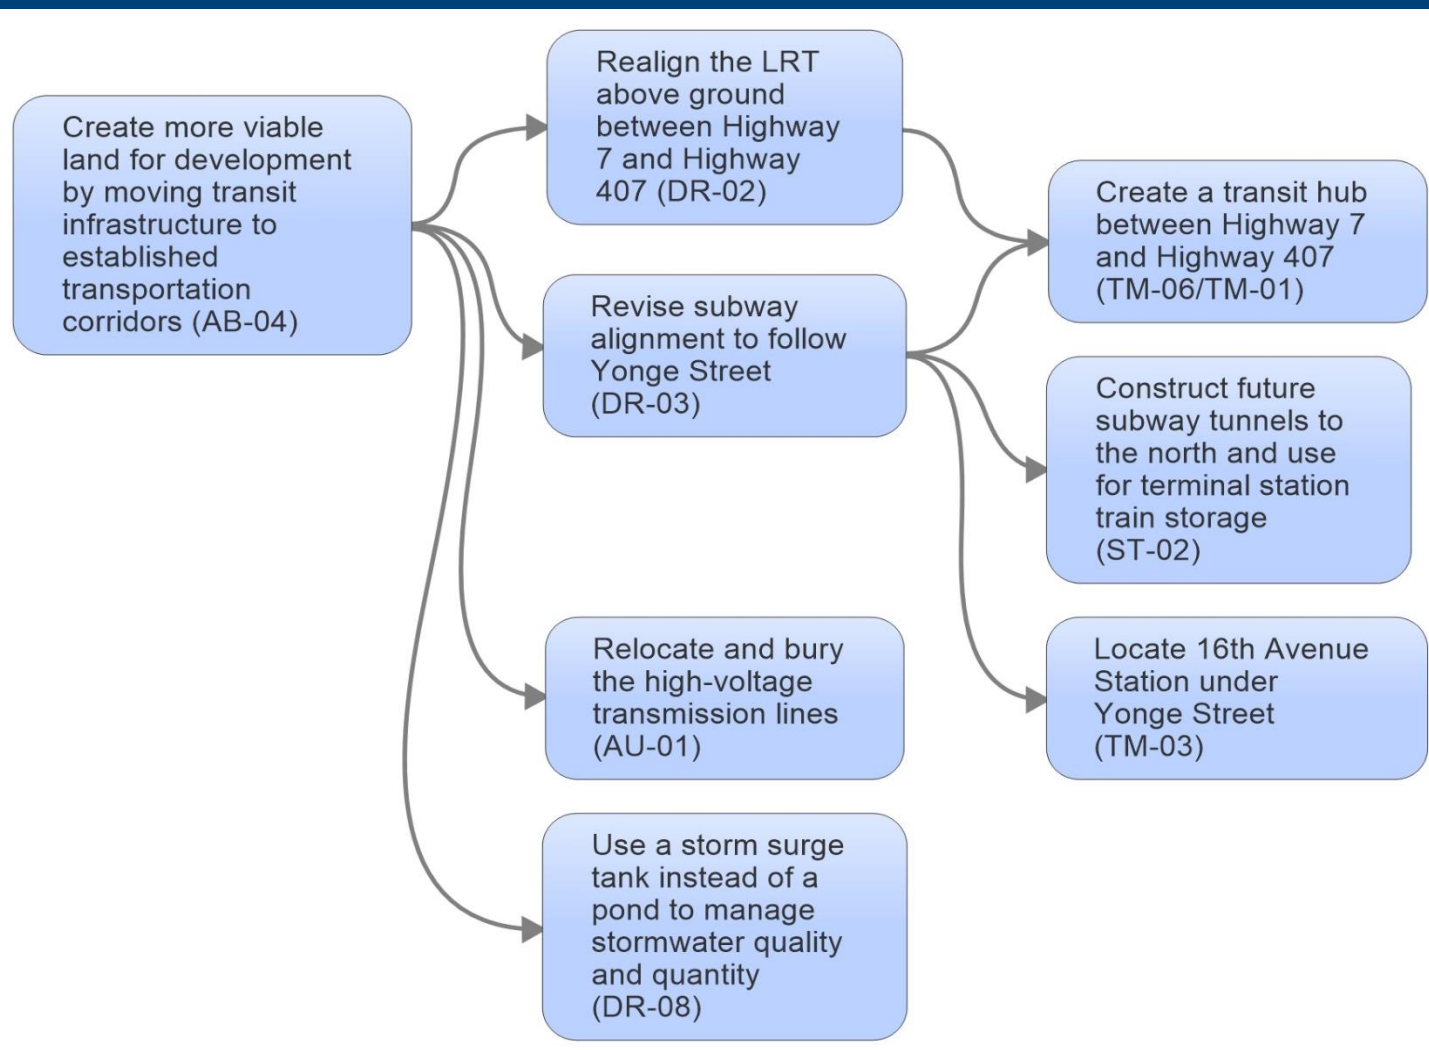 Create more viable
land for development
by moving transit
infrastructure to
established
transportation
corridors (AB-04)
Realign the LRT
above ground
between Highway
7 and Highway
407 (DR-02)
Revise subway
alignment to follow
Yonge Street
(DR-03)
Relocate and bury
the high-voltage
transmission lines
(AU-01)
Use a storm surge
tank instead of a
pond to manage
stormwater quality
and quantity
(DR-08)
Create a transit hub
between Highway 7
and Highway 407
(TM-06/TM-01)
Construct future
subway tunnels to
the north and use
for terminal station
train storage
(ST-02)
Locate 16th Avenue
Station under
Yonge Street
(TM-03)